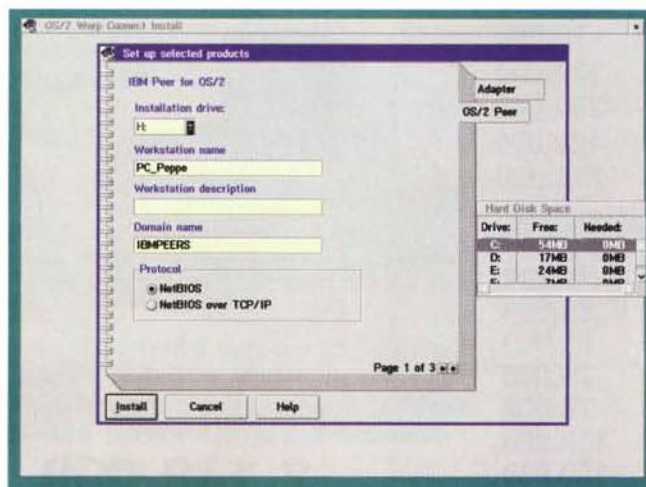 OS/2 Warp Connect Install
Set up selected products
IBM Peer for OS/2
Installation drive:
H:
Workstation name
PC_Peppe
Workstation description
Domain name
IBMPEERS
Protocol
NetBIOS
NetBIOS over TCP/IP
Page 1 of 3
Install
Cancel
Help
Adapter
OS/2 Peer
Hard Disk Space
Drive: Free: Needed:
C: 54MB 0MB
D: 17MB 0MB
E: 24MB 0MB
7MB 0MB